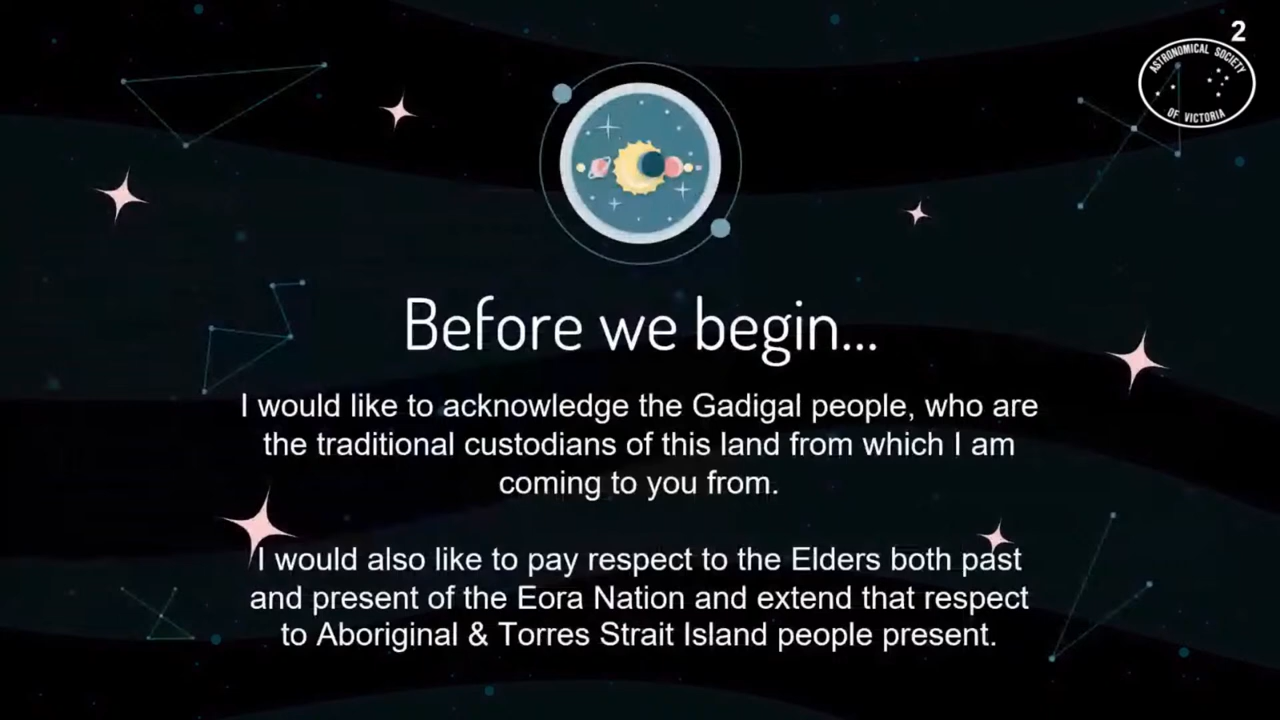 2
ASTRONOMICAL SOCIETY
OF VICTORIA
Before we begin...
I would like to acknowledge the Gadigal people, who are
the traditional custodians of this land from which I am
coming to you from.
I would also like to pay respect to the Elders both past
and present of the Eora Nation and extend that respect
to Aboriginal & Torres Strait Island people present.